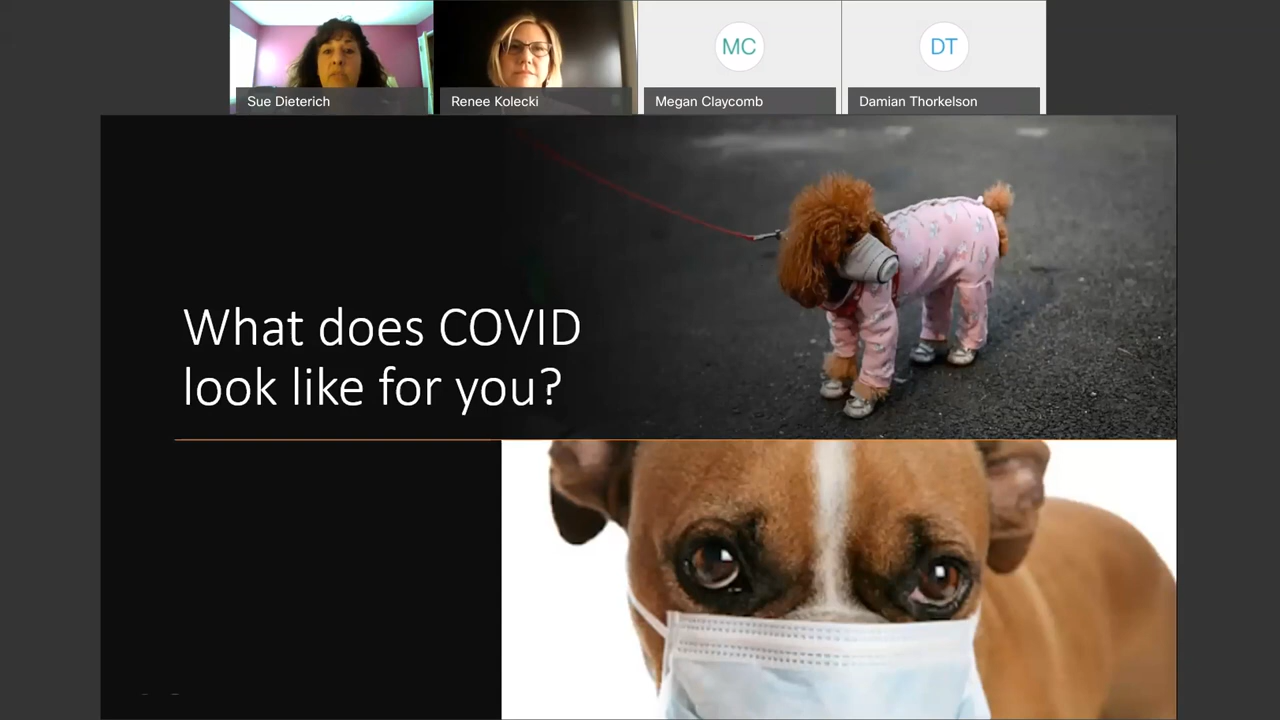 MC
DT
Sue Dieterich
Renee Kolecki
Megan Claycomb
Damian Thorkelson
What does COVID
look like for you?